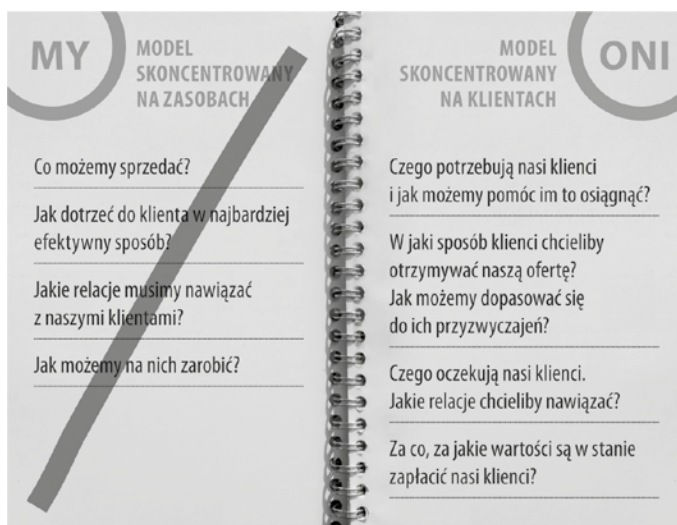 MY
MODEL
SKONCENTROWANY
NA ZASOBACH
Co możemy sprzedać?
Jak dotrzeć do klienta w najbardziej
efektywny sposób?
Jakie relacje musimy nawiązać
z naszymi klientami?
Jak możemy na nich zarobić?
MODEL
SKONCENTROWANY
NA KLIENTACH
ONI
Czego potrzebują nasi klienci
i jak możemy pomóc im to osiągnąć?
W jaki sposób klienci chcieliby
otrzymywać naszą ofertę?
Jak możemy dopasować się
do ich przyzwyczajeń?
Czego oczekują nasi klienci.
Jakie relacje chcieliby nawiązać?
Za co, za jakie wartości są w stanie
zapłacić nasi klienci?